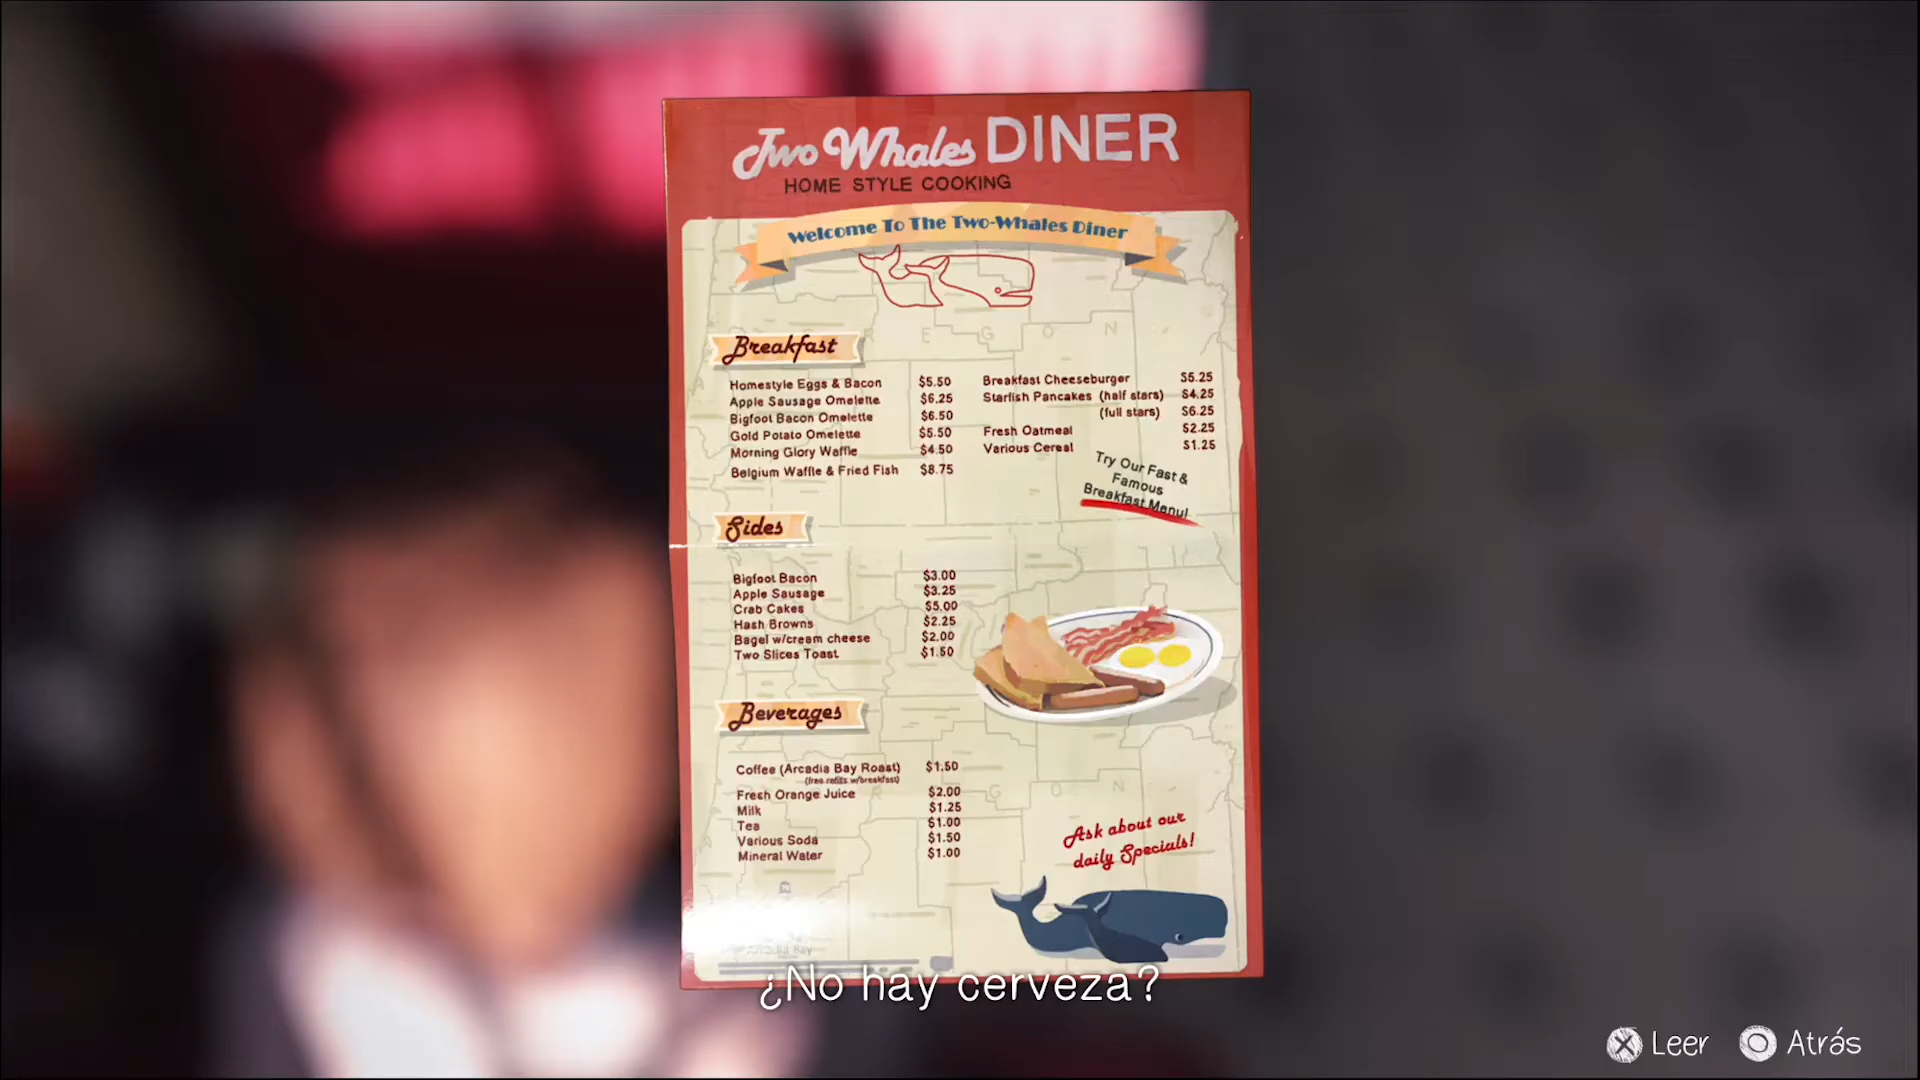 Two Whales DINER
HOME STYLE COOKING
Welcome To The Two-Whales Diner
OREGON
Breakfast
Homestyle Eggs & Bacon $5.50
Apple Sausage Omelette $6.25
Bigfoot Bacon Omelette $6.50
Gold Potato Omelette $5.50
Morning Glory Waffle $4.50
Belgium Waffle & Fried Fish $8.75
Breakfast Cheeseburger $5.25
Starfish Pancakes (half stars) $4.25
(full stars) $6.25
Fresh Oatmeal $2.25
Various Cereal $1.25
Try Our Fast &
Famous
Breakfast Menu!
Sides
Bigfoot Bacon $3.00
Apple Sausage $3.25
Crab Cakes $5.00
Hash Browns $2.25
Bagel w/cream cheese $2.00
Two Slices Toast $1.50
Beverages
Coffee (Arcadia Bay Roast) $1.50
(free refills w/breakfast)
Fresh Orange Juice $2.00
Milk $1.25
Tea $1.00
Various Soda $1.50
Mineral Water $1.00
GON
Ask about our
daily Specials!
Arcadia Bay
¿No hay cerveza?
Leer
Atrás